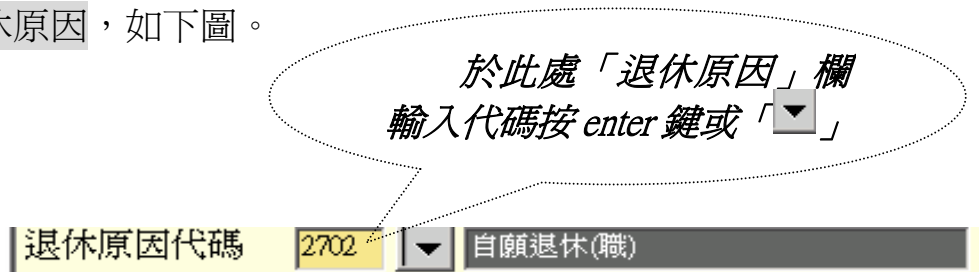 休原因，如下圖。
於此處「退休原因」欄
輸入代碼按 enter 鍵或「▼」
退休原因代碼 2702 ▼ 自願退休(職)